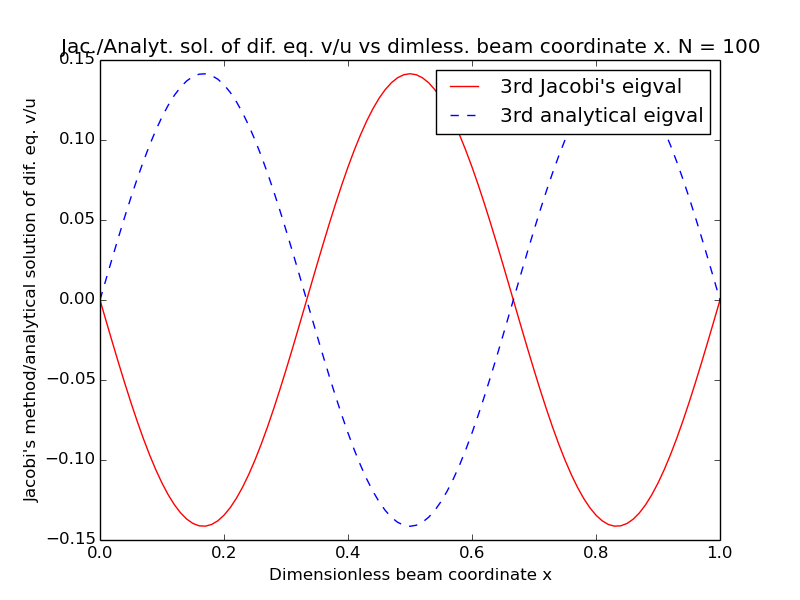 Jac./Analyt. sol. of dif. eq. v/u vs dimless. beam coordinate x. N = 100
3rd Jacobi's eigval
3rd analytical eigval
Jacobi's method/analytical solution of dif. eq. v/u
0.15
0.10
0.05
0.00
−0.05
−0.10
−0.15
0.0 0.2 0.4 0.6 0.8 1.0
Dimensionless beam coordinate x